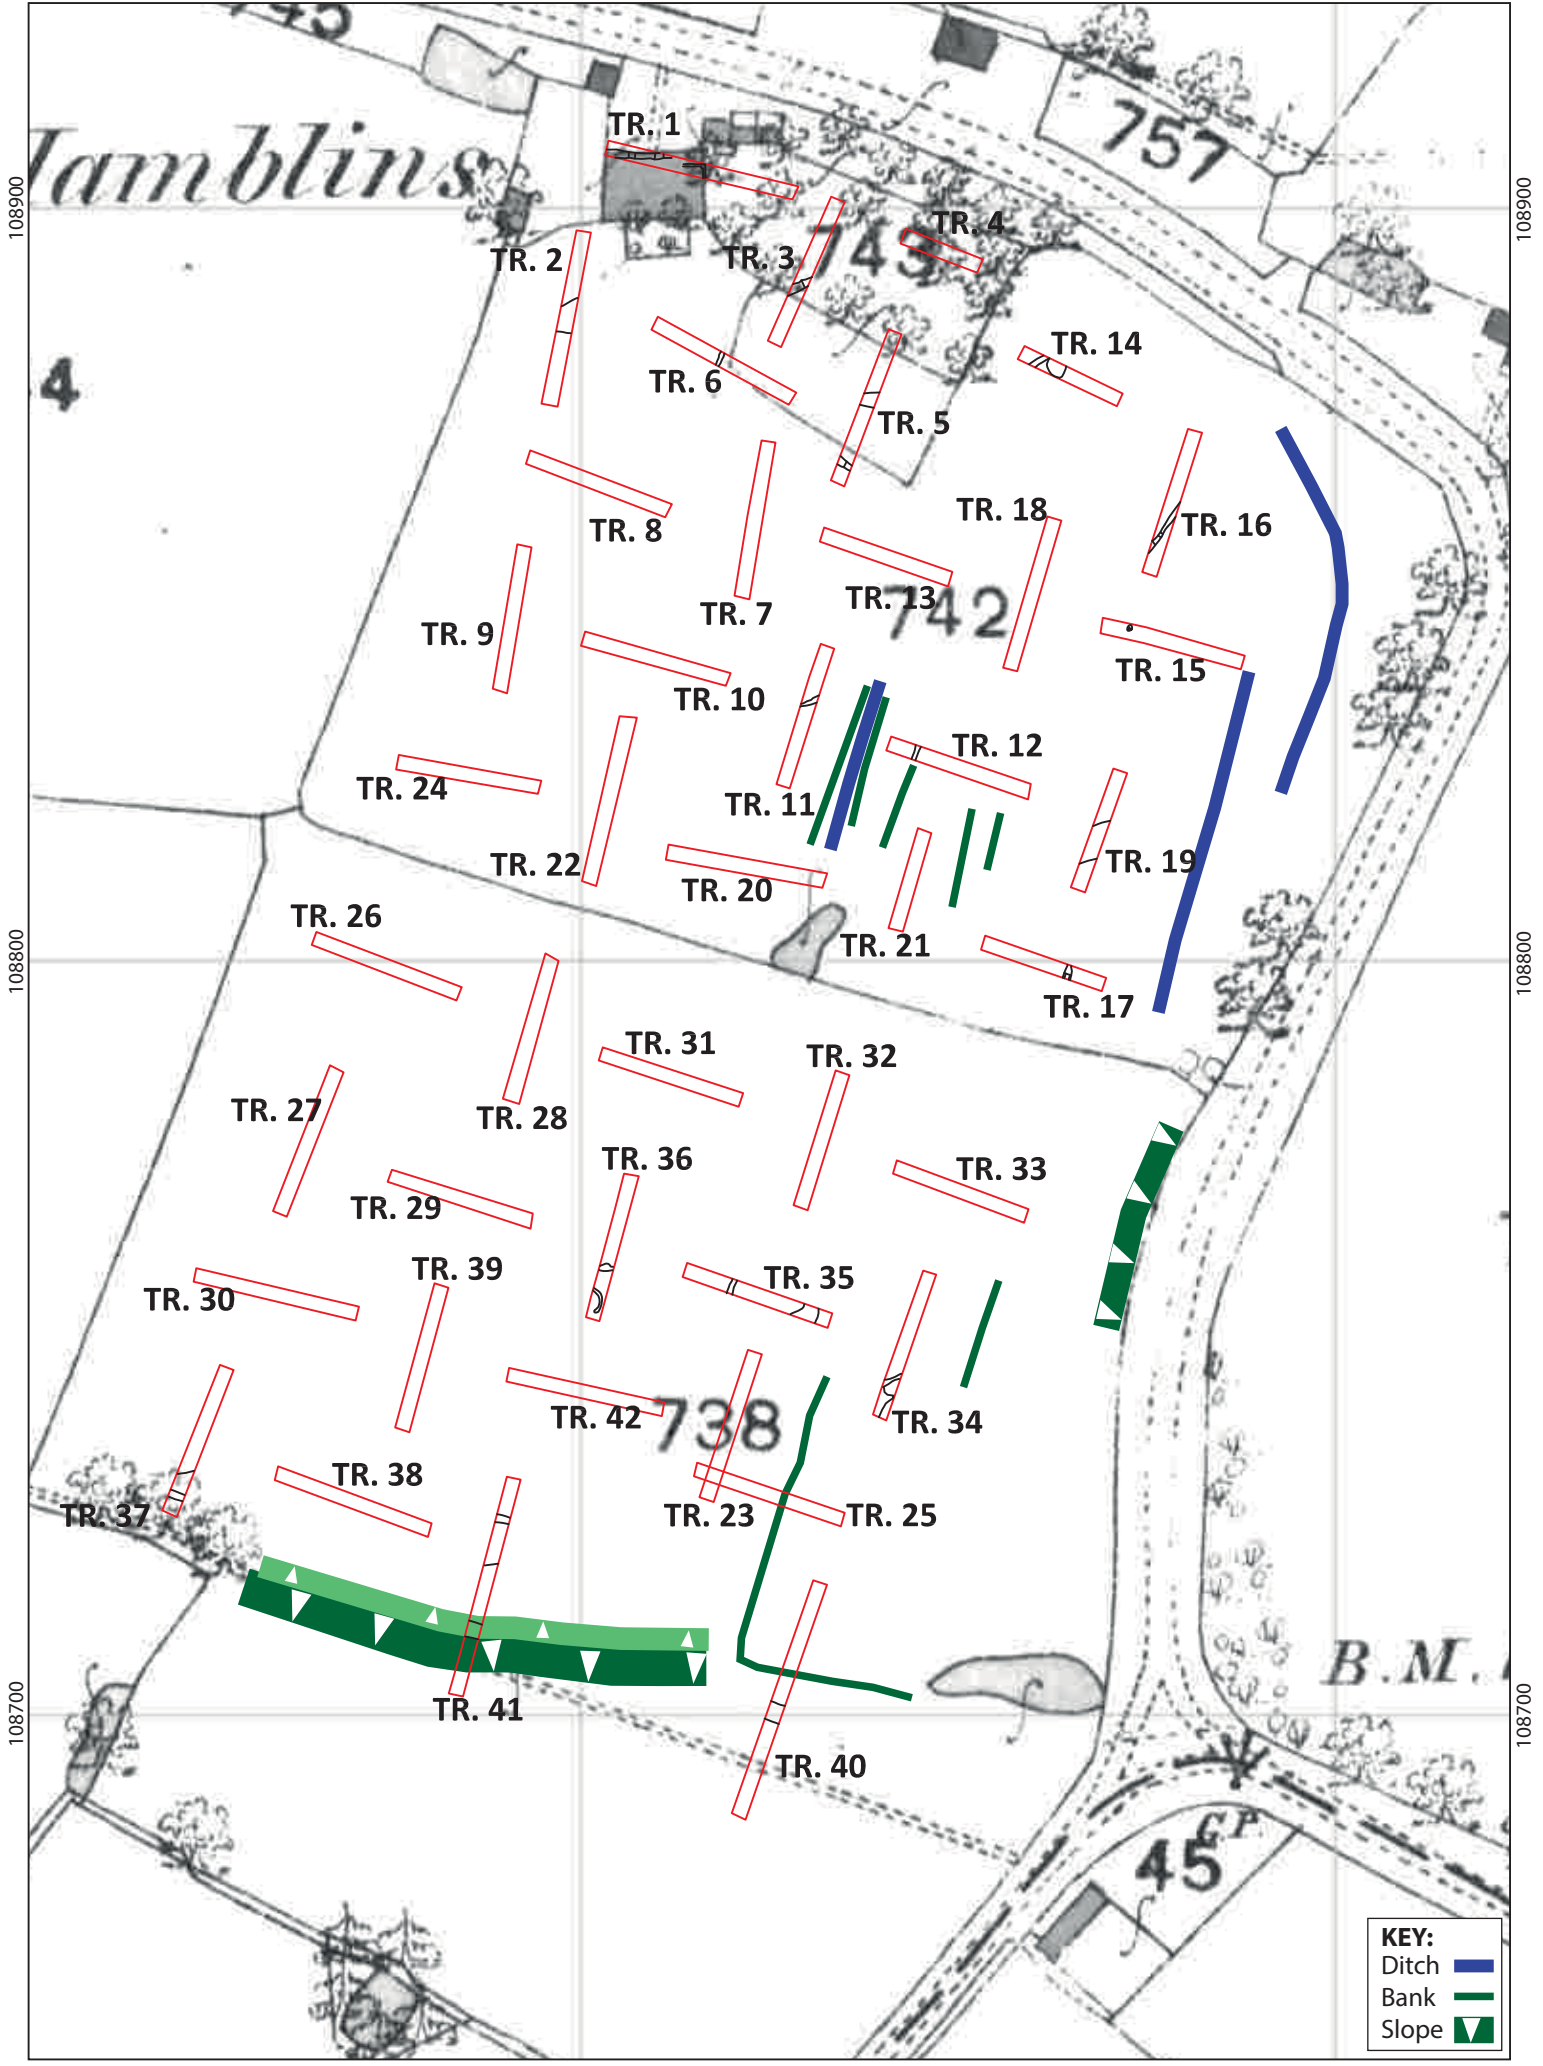 745
Hamblins
757
TR. 1
108900
108900
TR. 2
TR. 3
743
TR. 4
TR. 14
TR. 6
4
TR. 5
TR. 18
TR. 16
TR. 8
TR. 13
742
TR. 7
TR. 9
TR. 15
TR. 10
TR. 12
TR. 24
TR. 11
TR. 22
TR. 19
TR. 20
TR. 26
TR. 21
108800
108800
TR. 17
TR. 31
TR. 32
TR. 27
TR. 28
TR. 36
TR. 33
TR. 29
TR. 39
TR. 35
TR. 30
TR. 42
738
TR. 34
TR. 38
TR. 37
TR. 23
TR. 25
B.M.
TR. 41
108700
108700
TR. 40
G.P.
45
KEY:
Ditch
Bank
Slope